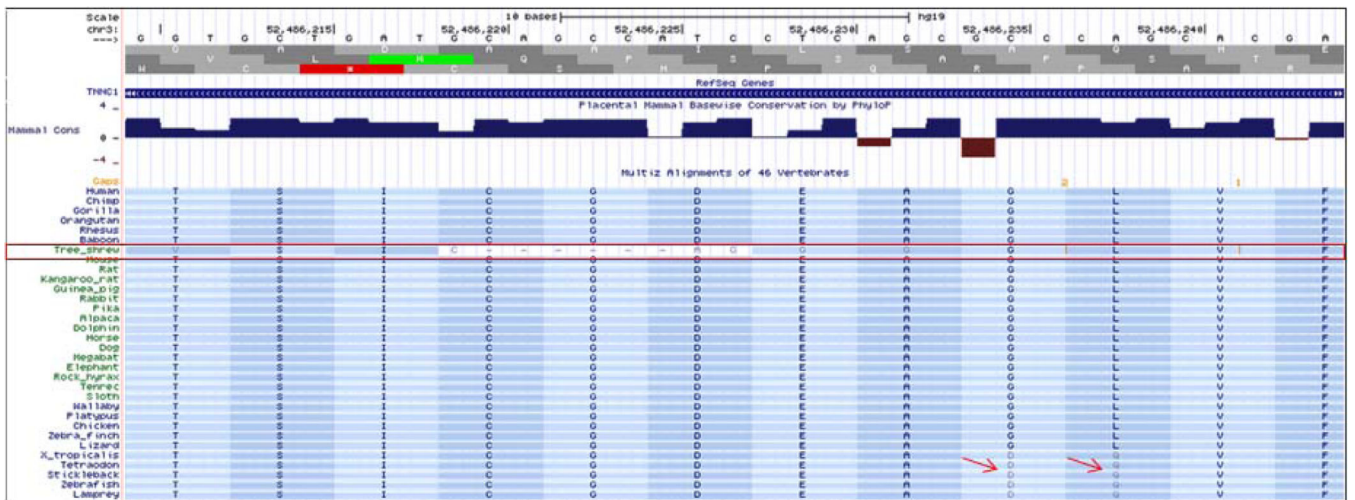 Scale 10 bases hg19
chr3: 52,486,215 52,486,220 52,486,225 52,486,230 52,486,235 52,486,240
---> G G T G G C T G A T G C A G C C A T C C T C A G C G C C C A G C A C G A
RefSeq Genes
TNNC1
4 Placental Mammal Basewise Conservation by PhyloP
Mammal Cons
0 -
-4
Multiz Alignments of 46 Vertebrates
Gaps 2 1
Human T S I C G D E A G L V F
Chimp T S I C G D E A G L V F
Gorilla T S I C G D E A G L V F
Orangutan T S I C G D E A G L V F
Rhesus T S I C G D E A G L V F
Baboon T S I C G D E A G L V F
Tree_shrew V S I C - - - - - - A G G G L V F
Mouse T S I C G D E A G L V F
Rat T S I C G D E A G L V F
Kangaroo_rat T S I C G D E A G L V F
Guinea_pig T S I C G D E A G L V F
Rabbit T S I C G D E A G L V F
Pika T S I C G D E A G L V F
Alpaca T S I C G D E A G L V F
Dolphin T S I C G D E A G L V F
Horse T S I C G D E A G L V F
Dog T S I C G D E A G L V F
Megabat T S I C G D E A G L V F
Elephant T S I C G D E A G L V F
Rock_hyrax T S I C G D E A G L V F
Tenrec T S I C G D E A G L V F
Sloth T S I C G D E A G L V F
Wallaby T S I C G D E A G L V F
Platypus T S I C G D E A G L V F
Chicken T S I C G D E A G L V F
Zebra_finch T S I C G D E A G L V F
Lizard T S I C G D E A G L V F
X_tropicalis T S I C G D E A D Q V F
Tetraodon T S I C G D E A D Q V F
Stickleback T S I C G D E A D Q V F
Zebrafish T S I C G D E A D Q V F
Lamprey T S I C G D E A D Q V F